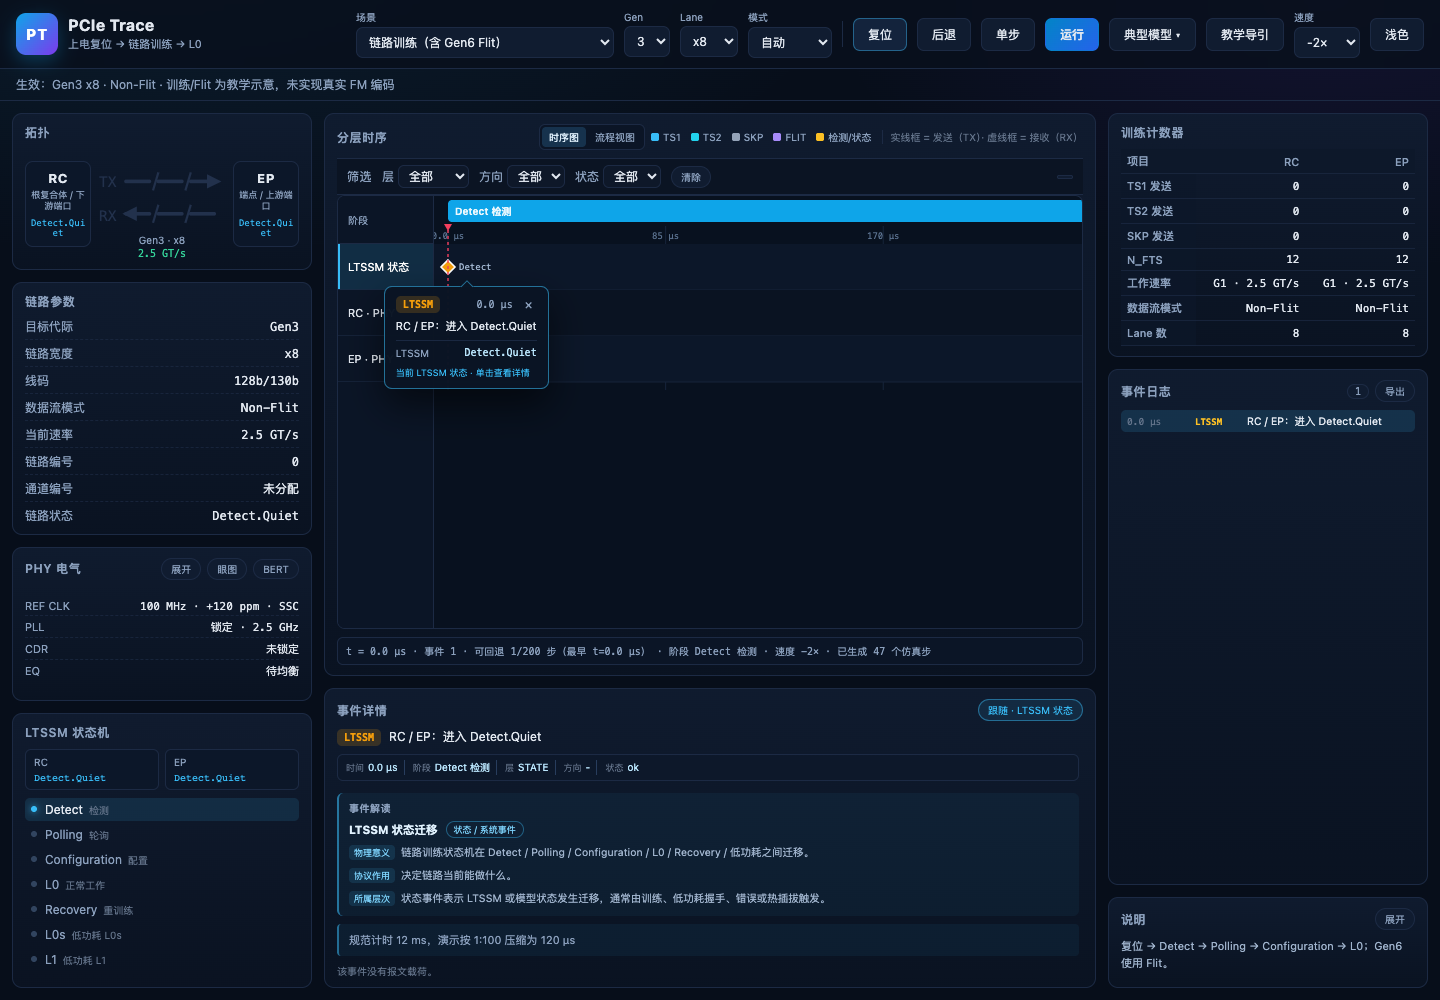 PT
PCIe Trace
上电复位 → 链路训练 → L0
场景
链路训练（含 Gen6 Flit）
Gen
3
Lane
x8
模式
自动
复位
后退
单步
运行
典型模型 ▾
教学导引
速度
-2×
浅色
生效：Gen3 x8 · Non-Flit · 训练/Flit 为教学示意，未实现真实 FM 编码
拓扑
RC
根复合体 / 下
游端口
Detect.Qui
et
TX
RX
Gen3 · x8
2.5 GT/s
EP
端点 / 上游端
口
Detect.Qui
et
链路参数
目标代际 Gen3
链路宽度 x8
线码 128b/130b
数据流模式 Non-Flit
当前速率 2.5 GT/s
链路编号 0
通道编号 未分配
链路状态 Detect.Quiet
PHY 电气
展开
眼图
BERT
REF CLK 100 MHz · +120 ppm · SSC
PLL 锁定 · 2.5 GHz
CDR 未锁定
EQ 待均衡
LTSSM 状态机
RC
Detect.Quiet
EP
Detect.Quiet
Detect 检测
Polling 轮询
Configuration 配置
L0 正常工作
Recovery 重训练
L0s 低功耗 L0s
L1 低功耗 L1
分层时序
时序图
流程视图
TS1
TS2
SKP
FLIT
检测/状态
实线框 = 发送（TX）· 虚线框 = 接收（RX）
筛选
层 全部
方向 全部
状态 全部
清除
阶段
Detect 检测
0.0 µs
85 µs
170 µs
LTSSM 状态
Detect
RC · PH
EP · PH
LTSSM 0.0 µs ×
RC / EP：进入 Detect.Quiet
LTSSM Detect.Quiet
当前 LTSSM 状态 · 单击查看详情
t = 0.0 µs · 事件 1 · 可回退 1/200 步（最早 t=0.0 µs） · 阶段 Detect 检测 · 速度 -2× · 已生成 47 个仿真步
事件详情
跟随 · LTSSM 状态
LTSSM RC / EP：进入 Detect.Quiet
时间 0.0 µs
阶段 Detect 检测
层 STATE
方向 -
状态 ok
事件解读
LTSSM 状态迁移
状态 / 系统事件
物理意义 链路训练状态机在 Detect / Polling / Configuration / L0 / Recovery / 低功耗之间迁移。
协议作用 决定链路当前能做什么。
所属层次 状态事件表示 LTSSM 或模型状态发生迁移，通常由训练、低功耗握手、错误或热插拔触发。
规范计时 12 ms，演示按 1:100 压缩为 120 µs
该事件没有报文载荷。
训练计数器
项目 RC EP
TS1 发送 0 0
TS2 发送 0 0
SKP 发送 0 0
N_FTS 12 12
工作速率 G1 · 2.5 GT/s G1 · 2.5 GT/s
数据流模式 Non-Flit Non-Flit
Lane 数 8 8
事件日志
1
导出
0.0 µs LTSSM RC / EP：进入 Detect.Quiet
说明
展开
复位 → Detect → Polling → Configuration → L0；Gen6
使用 Flit。